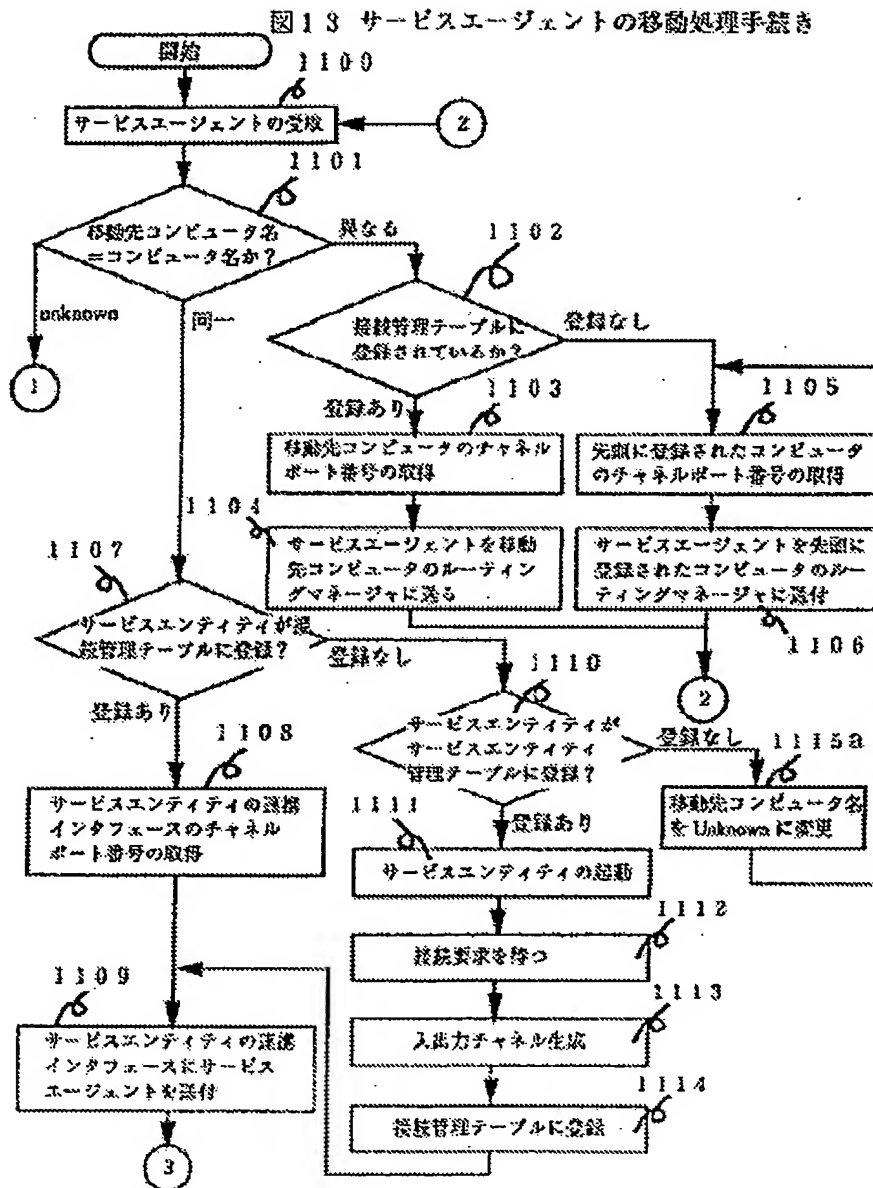 図13 サービスエージェントの移動処理手続き
開始
1100
サービスエージェントの受取
2
1101
移動先コンピュータ名
=コンピュータ名か?
異なる
1102
unknown
同一
接続管理テーブルに
登録されているか?
登録なし
1
登録あり
1103
1105
移動先コンピュータのチャネル
ポート番号の取得
先頭に登録されたコンピュータ
のチャネルポート番号の取得
1104
サービスエージェントを移動
先コンピュータのルーティン
グマネージャに送る
サービスエージェントを先頭に
登録されたコンピュータのルー
ティングマネージャに送付
1106
1107
サービスエンティティが接
続管理テーブルに登録?
登録なし
2
登録あり
1110
サービスエンティティが
サービスエンティティ
管理テーブルに登録?
登録なし
1115a
移動先コンピュータ名
をUnknownに変更
1108
サービスエンティティの連携
インタフェースのチャネル
ポート番号の取得
1111
登録あり
サービスエンティティの起動
1112
接続要求を待つ
1113
入出力チャネル生成
1109
サービスエンティティの連携
インタフェースにサービス
エージェントを送付
1114
接続管理テーブルに登録
3